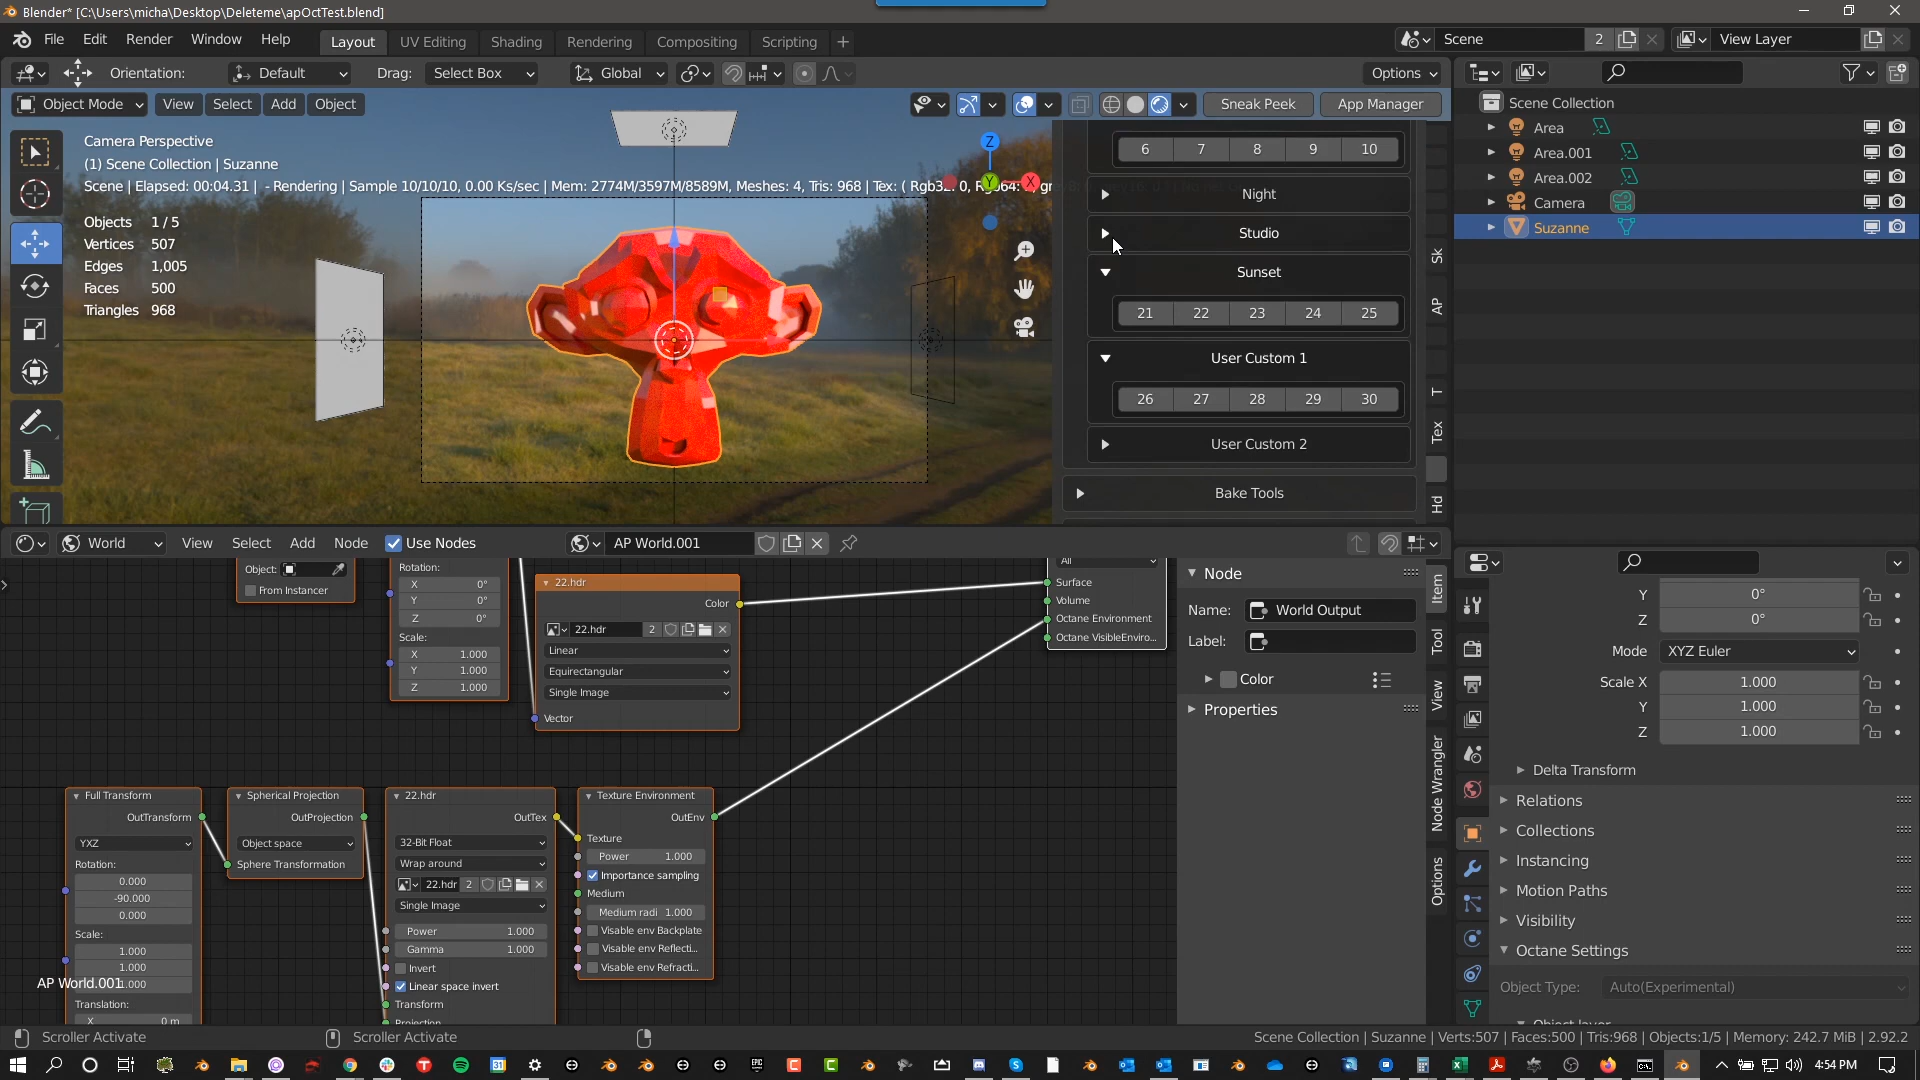 Blender* [C:\Users\micha\Desktop\Deleteme\apOctTest.blend]
File Edit Render Window Help
Layout UV Editing Shading Rendering Compositing Scripting +
Scene 2
View Layer
Orientation: Default Drag: Select Box Global Options
Object Mode View Select Add Object
Sneak Peek App Manager
Camera Perspective
(1) Scene Collection | Suzanne
Scene | Elapsed: 00:04.31 | - Rendering | Sample 10/10/10, 0.00 Ks/sec | Mem: 2774M/3597M/8589M, Meshes: 4, Tris: 968 | Tex: ( Rgb32: 0, Rgb64:
Objects 1 / 5
Vertices 507
Edges 1,005
Faces 500
Triangles 968
Z
Y
X
6 7 8 9 10
Night
Studio
Sunset
21 22 23 24 25
User Custom 1
26 27 28 29 30
User Custom 2
Bake Tools
Sk
AP
T
Tex
Hd
Scene Collection
Area
Area.001
Area.002
Camera
Suzanne
World View Select Add Node Use Nodes AP World.001
Object:
From Instancer
Rotation:
X 0°
Y 0°
Z 0°
Scale:
X 1.000
Y 1.000
Z 1.000
22.hdr
Color
22.hdr 2
Linear
Equirectangular
Single Image
Vector
All
Surface
Volume
Octane Environment
Octane VisibleEnviro...
Full Transform
OutTransform
YXZ
Rotation:
0.000
-90.000
0.000
Scale:
1.000
1.000
1.000
Translation:
X 0 m
AP World.001
Spherical Projection
OutProjection
Object space
Sphere Transformation
22.hdr
OutTex
32-Bit Float
Wrap around
22.hdr 2
Single Image
Power 1.000
Gamma 1.000
Invert
Linear space invert
Transform
Projection
Texture Environment
OutEnv
Texture
Power 1.000
Importance sampling
Medium
Medium radi 1.000
Visable env Backplate
Visable env Reflecti...
Visable env Refracti...
Node
Name: World Output
Label:
Color
Properties
Item
Tool
View
Node Wrangler
Options
Y 0°
Z 0°
Mode XYZ Euler
Scale X 1.000
Y 1.000
Z 1.000
Delta Transform
Relations
Collections
Instancing
Motion Paths
Visibility
Octane Settings
Object Type: Auto(Experimental)
Object layer
Scroller Activate
Scroller Activate
Scene Collection | Suzanne | Verts:507 | Faces:500 | Tris:968 | Objects:1/5 | Memory: 242.7 MiB | 2.92.2
4:54 PM